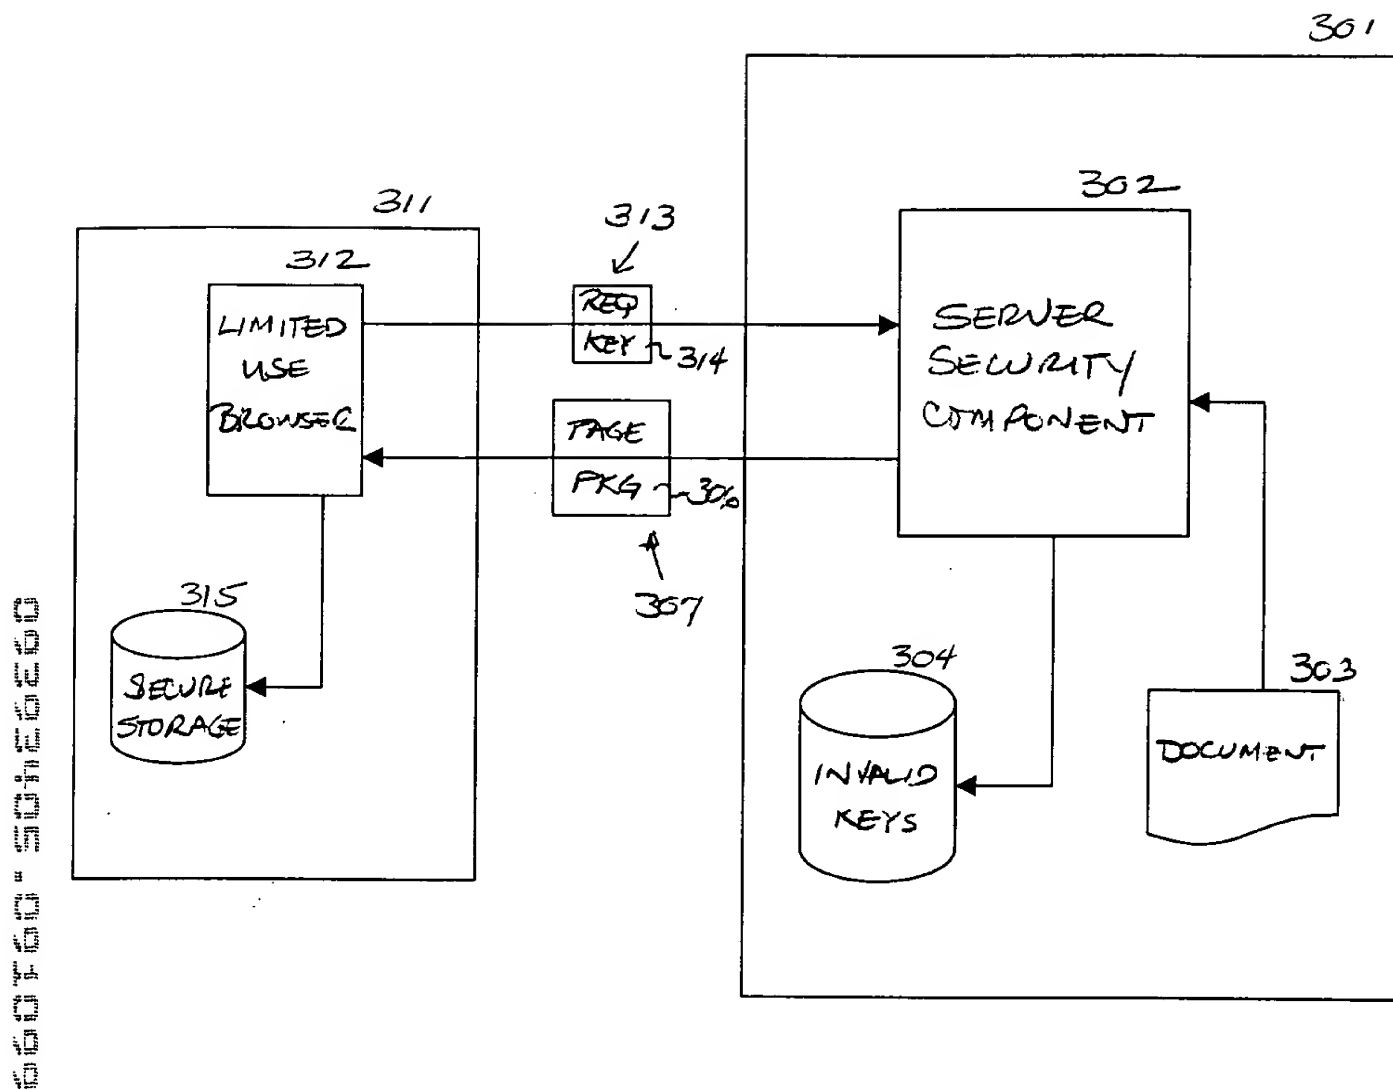 301
302
311
313
312
REQ
KEY 314
LIMITED
USE
BROWSER
SERVER
SECURITY
COMPONENT
PAGE
PKG 306
307
315
SECURE
STORAGE
304
INVALID
KEYS
303
DOCUMENT